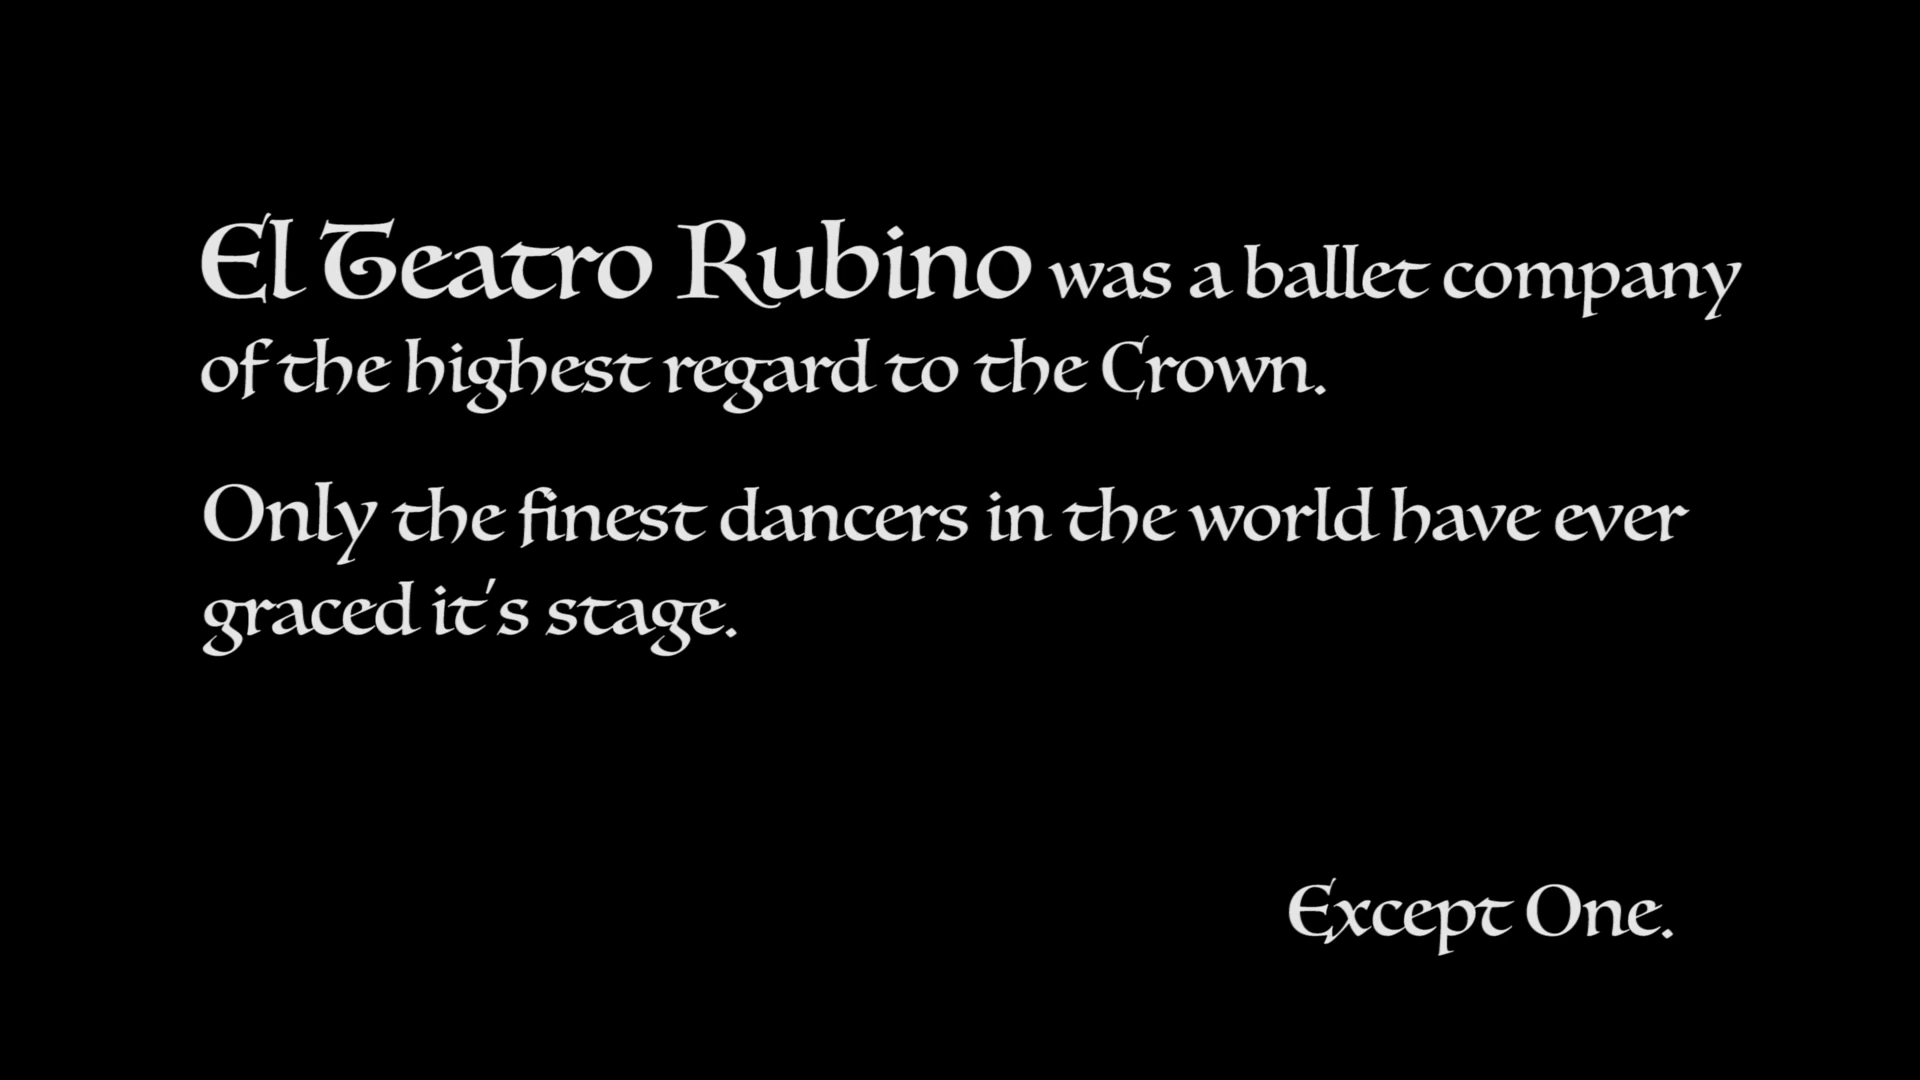 El Teatro Rubino was a ballet company
of the highest regard to the Crown.
Only the finest dancers in the world have ever
graced it's stage.
Except One.